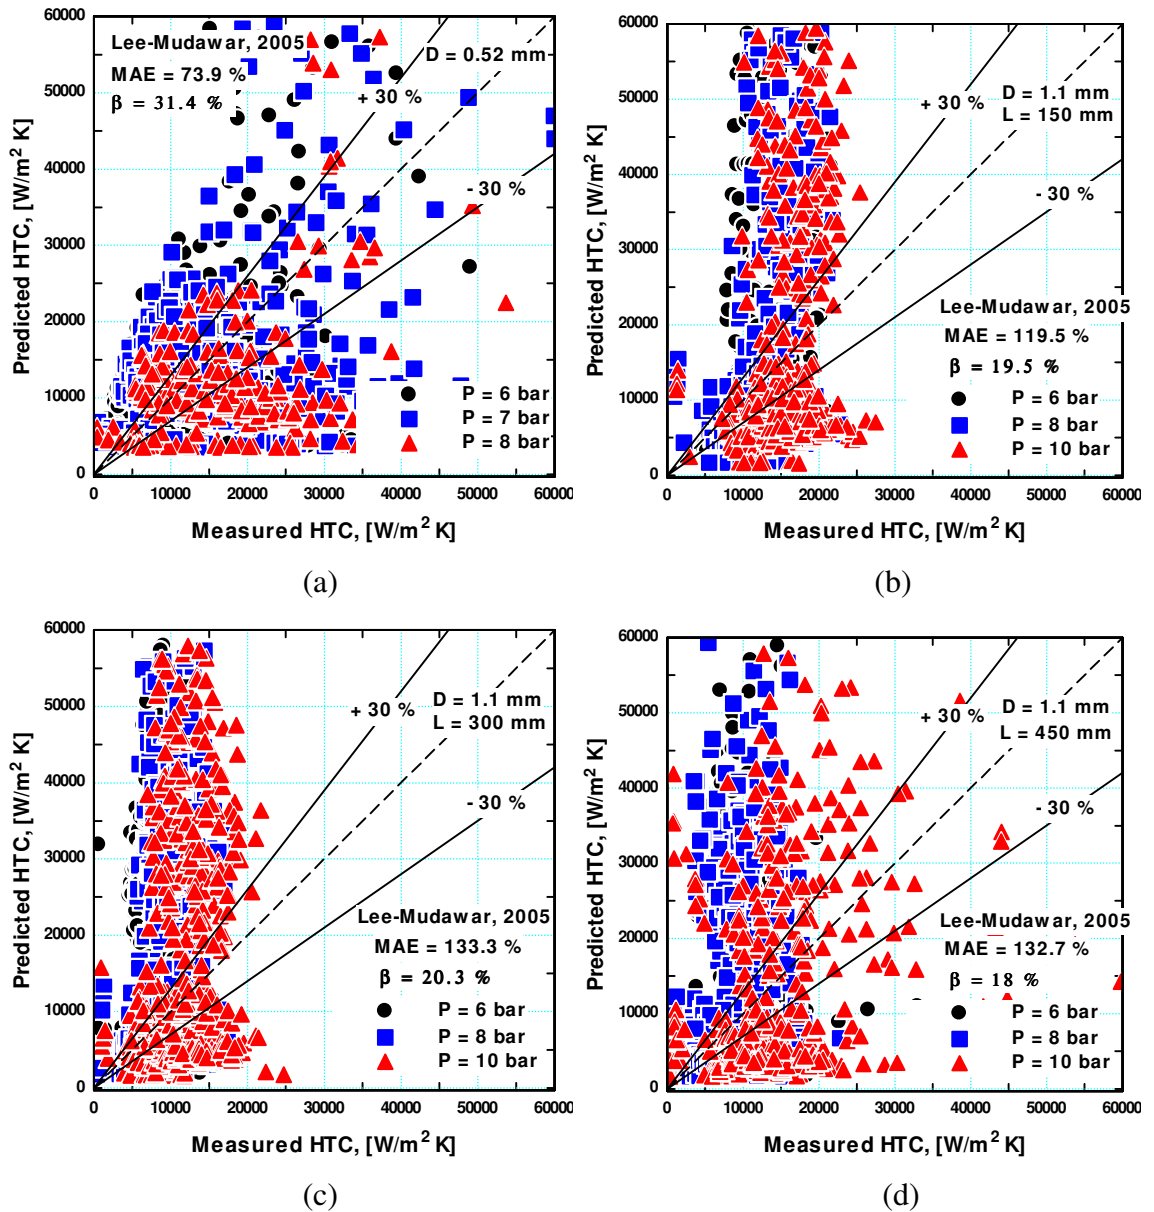 Lee-Mudawar, 2005
MAE = 73.9 %
β = 31.4 %
D = 0.52 mm
+ 30 %
- 30 %
P = 6 bar
P = 7 bar
P = 8 bar
Predicted HTC, [W/m² K]
60000
50000
40000
30000
20000
10000
0
0 10000 20000 30000 40000 50000 60000
Measured HTC, [W/m² K]
(a)
D = 1.1 mm
L = 150 mm
+ 30 %
- 30 %
Lee-Mudawar, 2005
MAE = 119.5 %
β = 19.5 %
P = 6 bar
P = 8 bar
P = 10 bar
Predicted HTC, [W/m² K]
60000
50000
40000
30000
20000
10000
0
0 10000 20000 30000 40000 50000 60000
Measured HTC, [W/m² K]
(b)
D = 1.1 mm
L = 300 mm
+ 30 %
- 30 %
Lee-Mudawar, 2005
MAE = 133.3 %
β = 20.3 %
P = 6 bar
P = 8 bar
P = 10 bar
Predicted HTC, [W/m² K]
60000
50000
40000
30000
20000
10000
0
0 10000 20000 30000 40000 50000 60000
Measured HTC, [W/m² K]
(c)
D = 1.1 mm
L = 450 mm
+ 30 %
- 30 %
Lee-Mudawar, 2005
MAE = 132.7 %
β = 18 %
P = 6 bar
P = 8 bar
P = 10 bar
Predicted HTC, [W/m² K]
60000
50000
40000
30000
20000
10000
0
0 10000 20000 30000 40000 50000 60000
Measured HTC, [W/m² K]
(d)